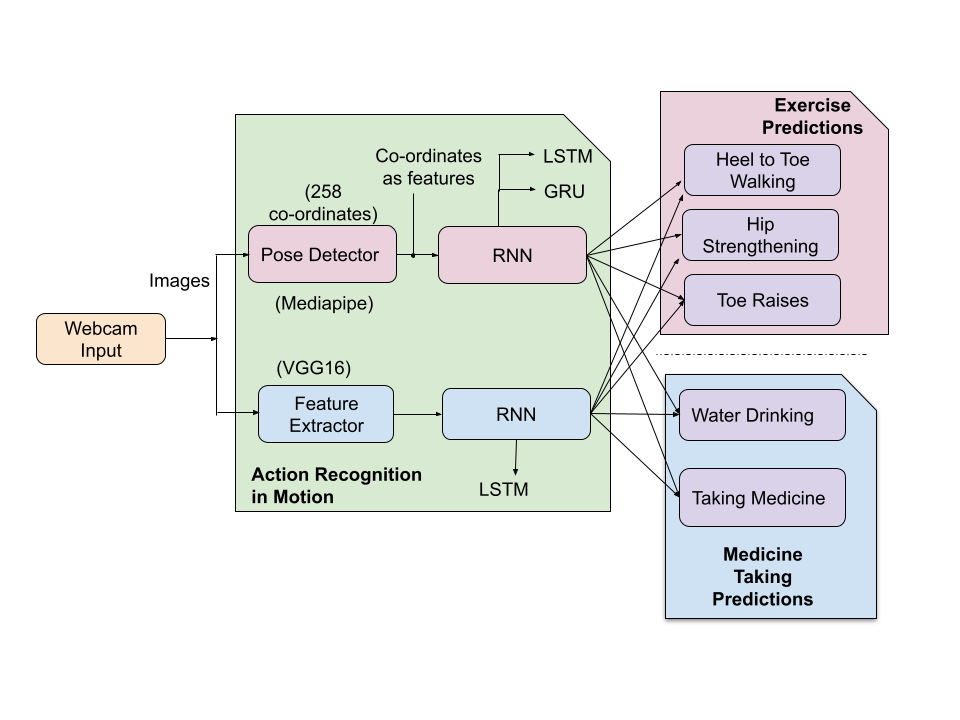 Exercise
Predictions
Heel to Toe
Walking
Hip
Strengthening
Toe Raises
Co-ordinates
as features
LSTM
GRU
(258
co-ordinates)
Pose Detector
RNN
(Mediapipe)
Images
Webcam
Input
(VGG16)
Feature
Extractor
RNN
LSTM
Action Recognition
in Motion
Water Drinking
Taking Medicine
Medicine
Taking
Predictions